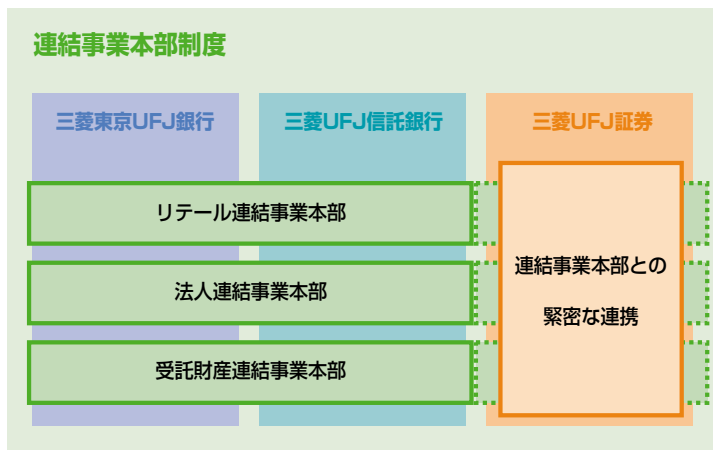 連結事業本部制度
三菱東京UFJ銀行
三菱UFJ信託銀行
三菱UFJ証券
リテール連結事業本部
法人連結事業本部
受託財産連結事業本部
連結事業本部との
緊密な連携